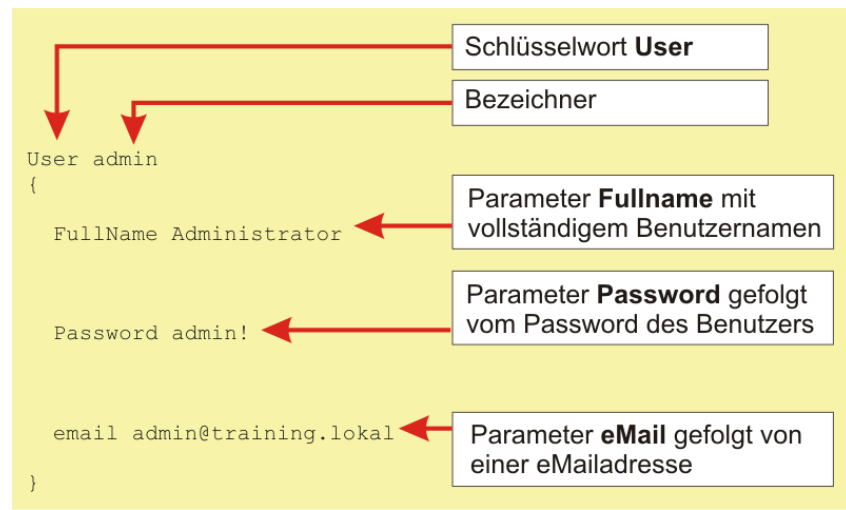 Schlüsselwort User
Bezeichner
User admin
{
FullName Administrator
Parameter Fullname mit
vollständigem Benutzernamen
Password admin!
Parameter Password gefolgt
vom Password des Benutzers
email admin@training.lokal
Parameter eMail gefolgt von
einer eMailadresse
}